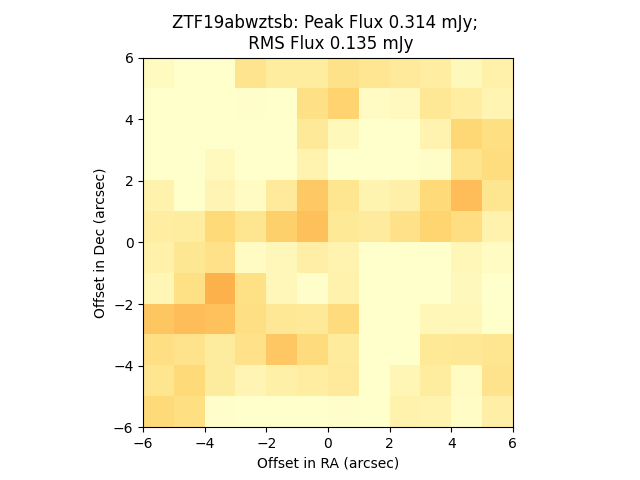 ZTF19abwztsb: Peak Flux 0.314 mJy;
RMS Flux 0.135 mJy
6
4
2
0
−2
−4
−6
Offset in Dec (arcsec)
−6 −4 −2 0 2 4 6
Offset in RA (arcsec)